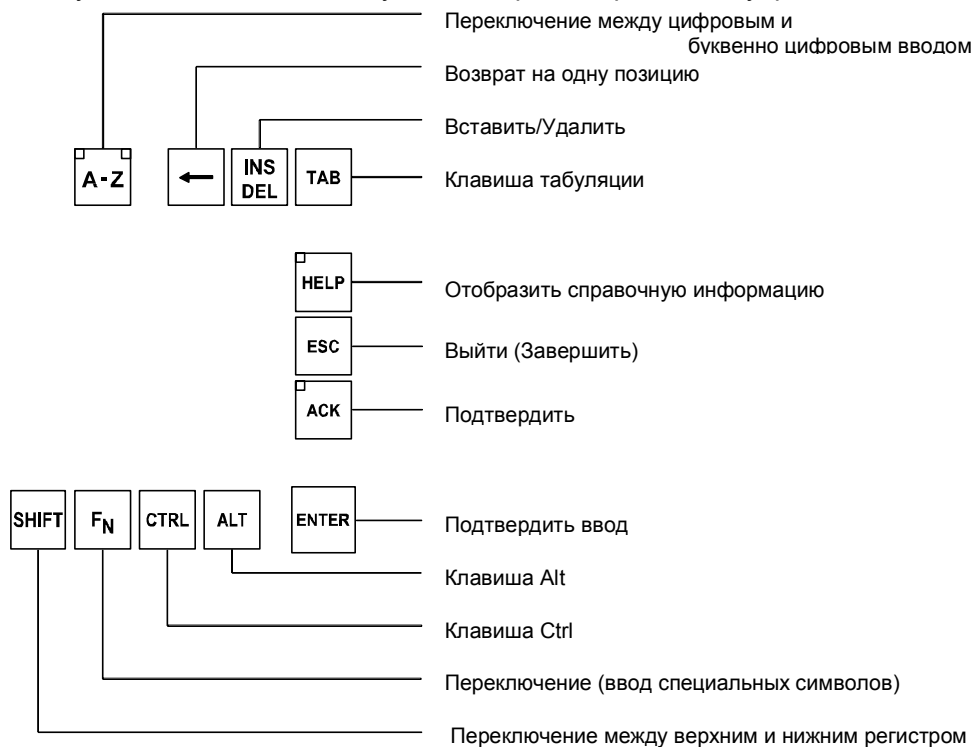 Переключение между цифровым и
буквенно цифровым вводом
Возврат на одну позицию
Вставить/Удалить
A-Z
INS
DEL
TAB
Клавиша табуляции
HELP
Отобразить справочную информацию
ESC
Выйти (Завершить)
ACK
Подтвердить
SHIFT
FN
CTRL
ALT
ENTER
Подтвердить ввод
Клавиша Alt
Клавиша Ctrl
Переключение (ввод специальных символов)
Переключение между верхним и нижним регистром